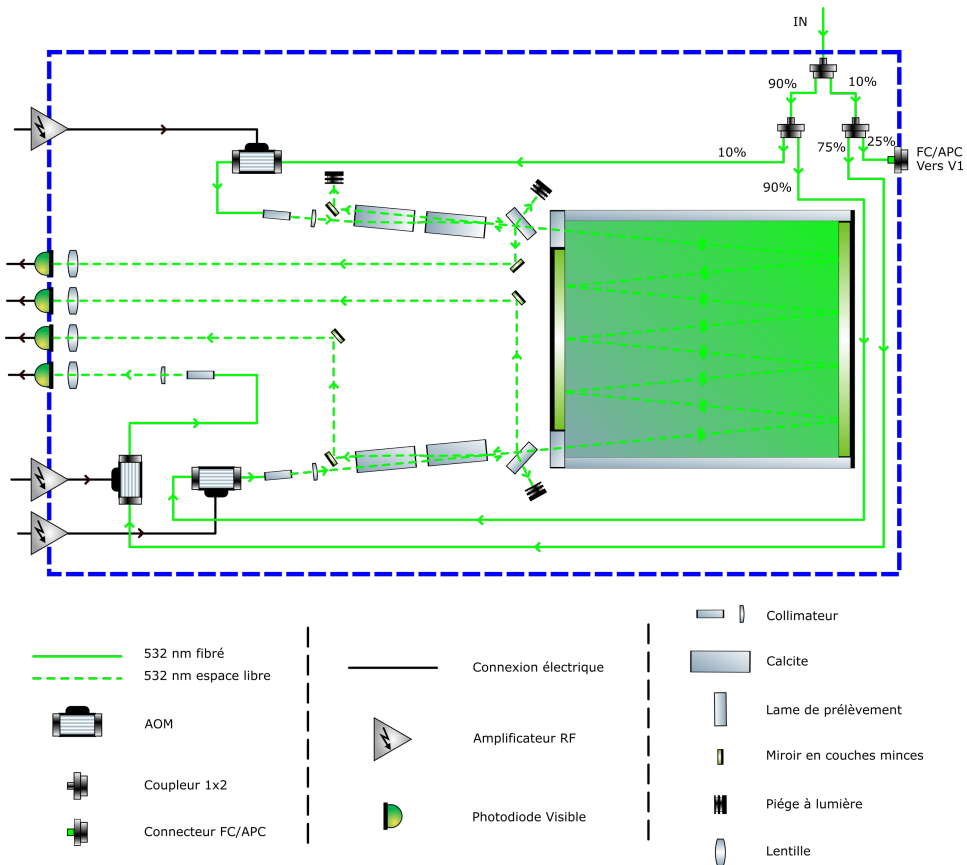 IN
90%
10%
10%
90%
75%
25%
FC/APC
Vers V1
532 nm fibré
532 nm espace libre
AOM
Coupleur 1x2
Connecteur FC/APC
Connexion électrique
Amplificateur RF
Photodiode Visible
Collimateur
Calcite
Lame de prélèvement
Miroir en couches minces
Piége à lumière
Lentille